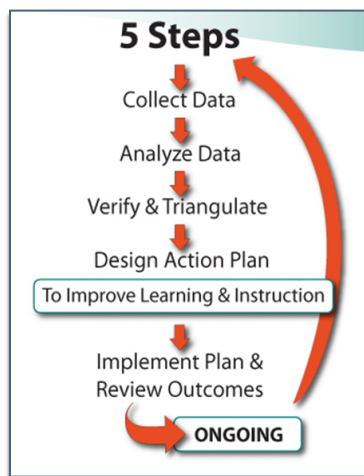 5 Steps
Collect Data
Analyze Data
Verify & Triangulate
Design Action Plan
To Improve Learning & Instruction
Implement Plan &
Review Outcomes
ONGOING